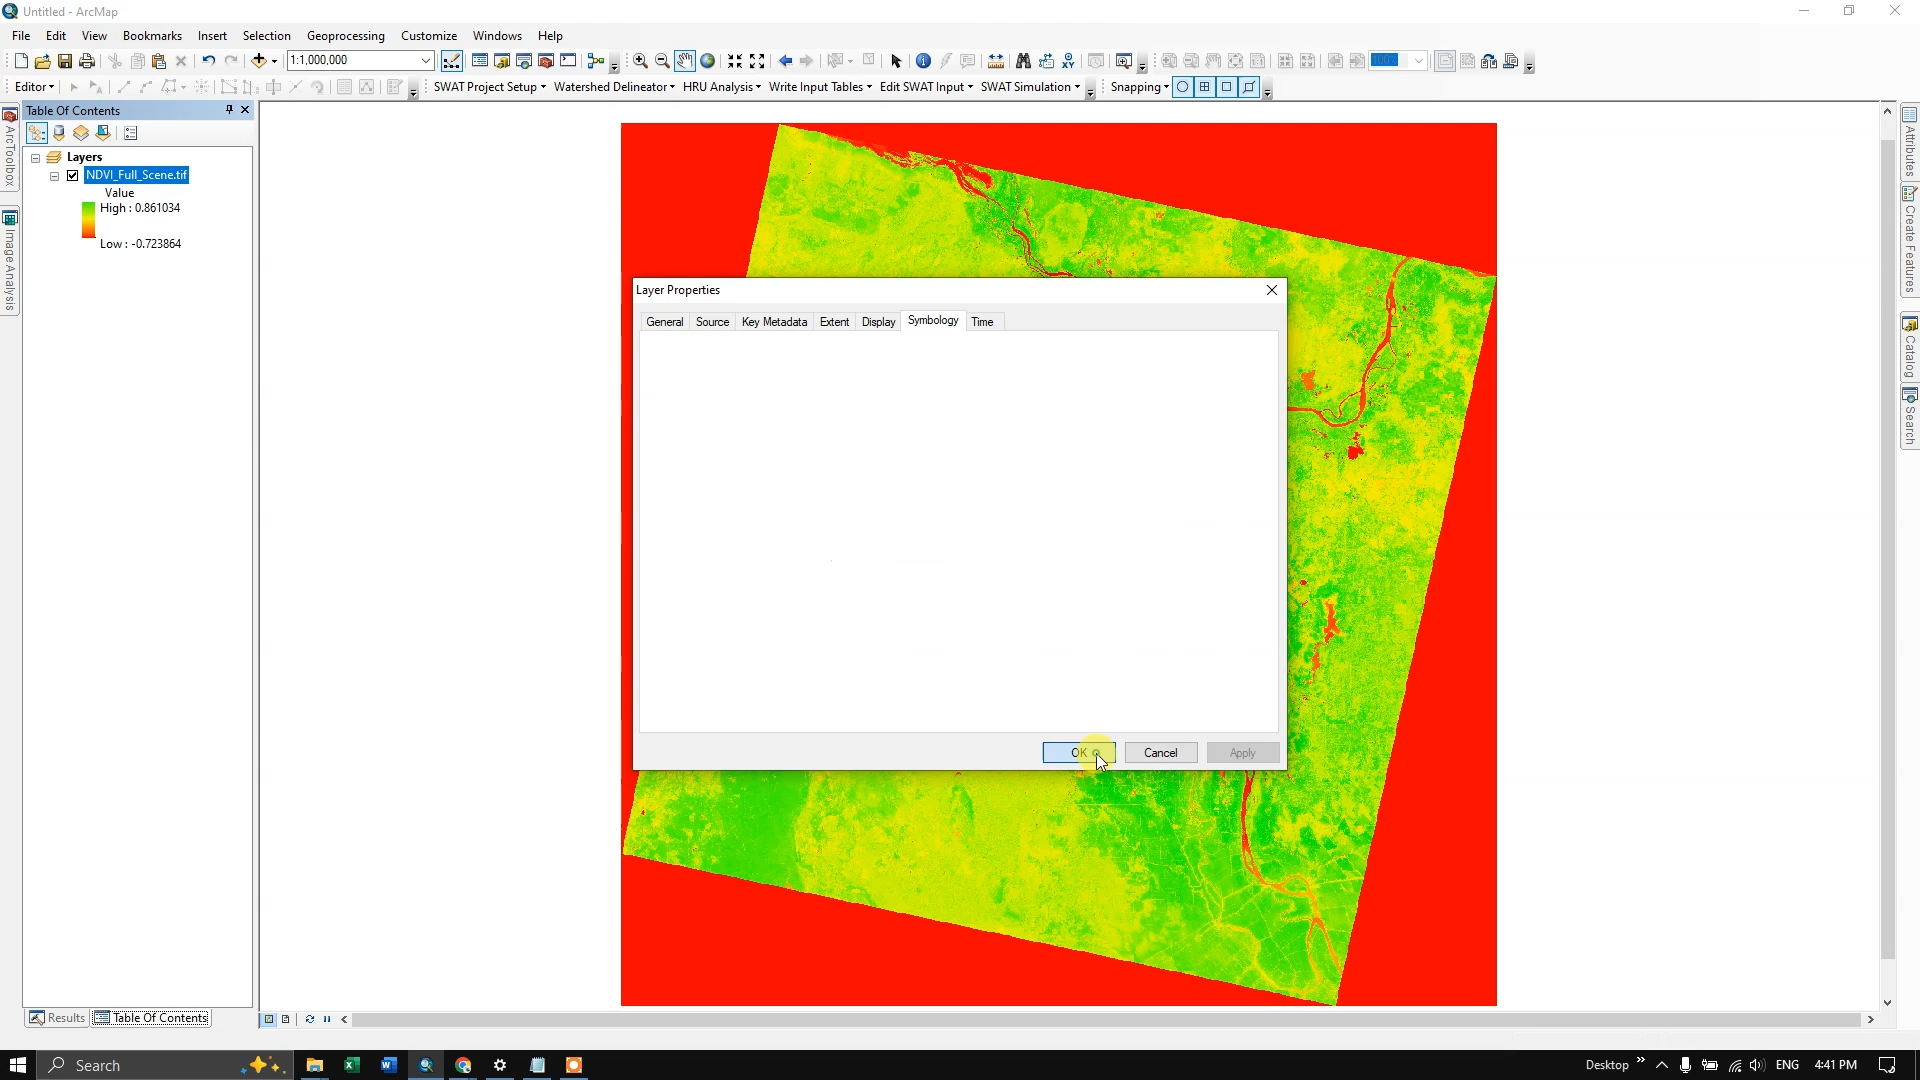 Untitled - ArcMap
File Edit View Bookmarks Insert Selection Geoprocessing Customize Windows Help
1:1,000,000
100%
Editor SWAT Project Setup Watershed Delineator HRU Analysis Write Input Tables Edit SWAT Input SWAT Simulation Snapping
Table Of Contents
ArcToolbox
Image Analysis
Layers
NDVI_Full_Scene.tif
Value
High : 0.861034
Low : -0.723864
Layer Properties
General Source Key Metadata Extent Display Symbology Time
OK Cancel Apply
Attributes
Create Features
Catalog
Search
Results Table Of Contents
Search
Desktop ENG 4:41 PM